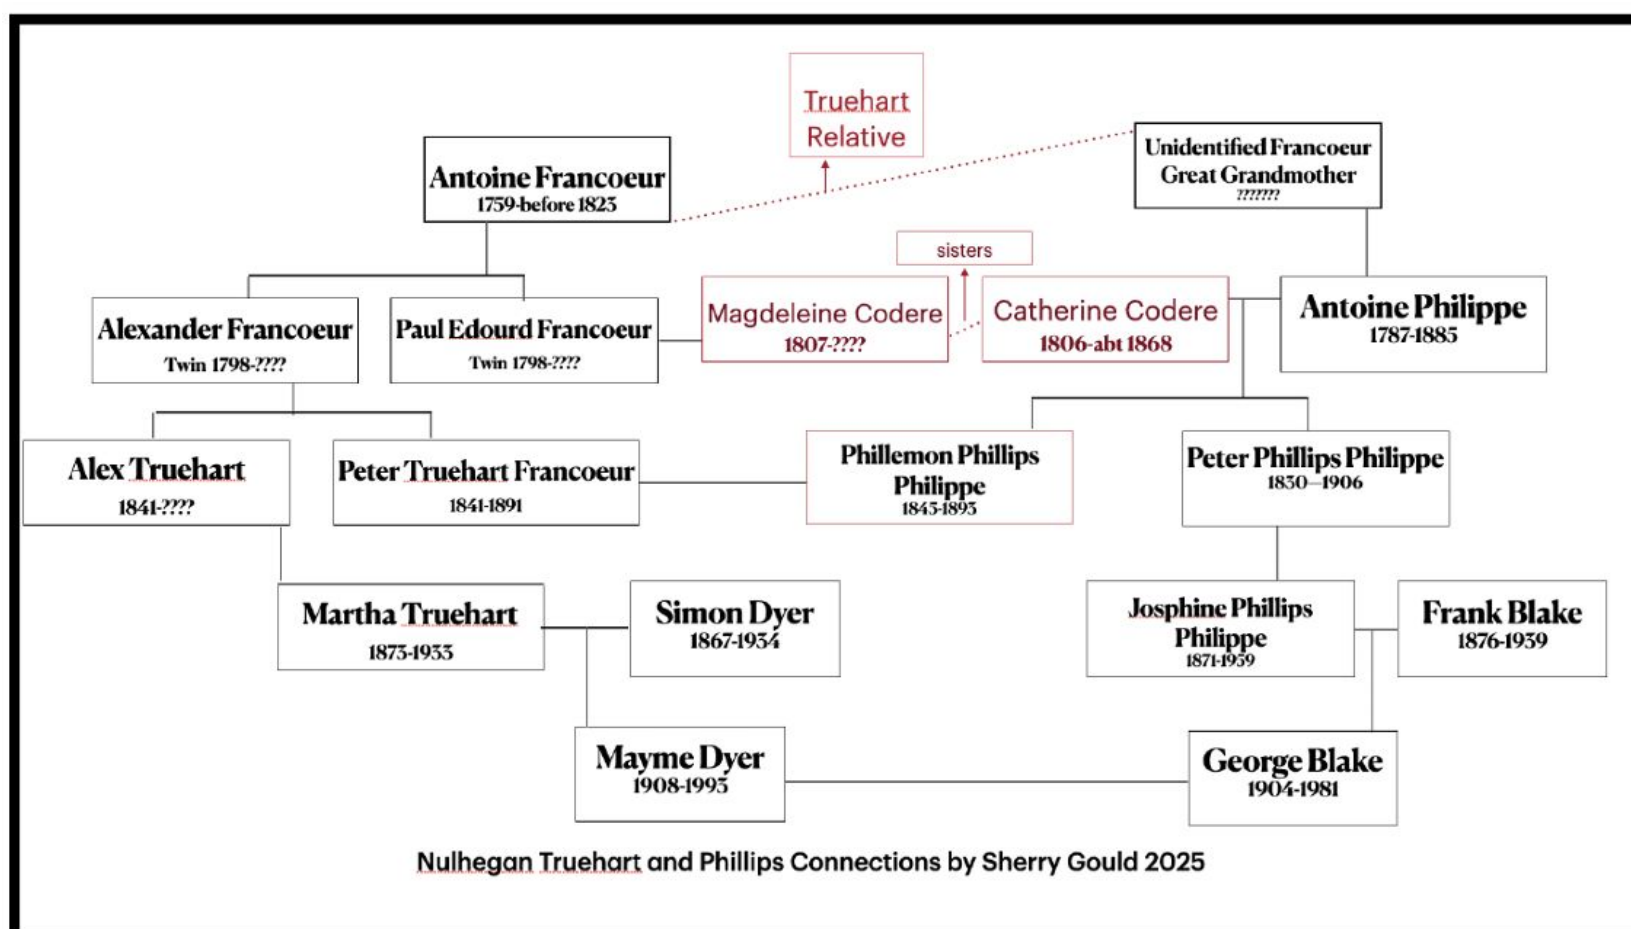 Truehart
Relative
Antoine Francoeur
1759-before 1823
Unidentified Francoeur
Great Grandmother
???????
sisters
Alexander Francoeur
Twin 1798-????
Paul Edourd Francoeur
Twin 1798-????
Magdeleine Codere
1807-????
Catherine Codere
1806-abt 1868
Antoine Philippe
1787-1885
Alex Truehart
1841-????
Peter Truehart Francoeur
1841-1891
Phillemon Phillips
Philippe
1843-1893
Peter Phillips Philippe
1830—1906
Martha Truehart
1873-1933
Simon Dyer
1867-1934
Josphine Phillips
Philippe
1871-1959
Frank Blake
1876-1939
Mayme Dyer
1908-1993
George Blake
1904-1981
Nulhegan Truehart and Phillips Connections by Sherry Gould 2025